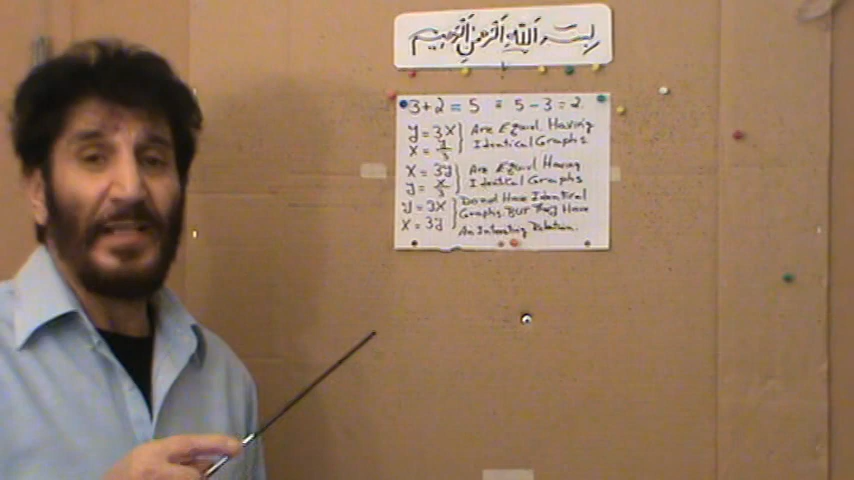 بِسْمِ اللَّهِ الرَّحْمَنِ الرَّحِيمِ
3+2 = 5 ≡ 5-3 = 2.
y = 3x } Are Equal. Having
x = y/3 } Identical Graphs
x = 3y } Are Equal Having
y = x/3 } Identical Graphs
y = 3x } Do not Have Identical
x = 3y } Graphs. BUT They Have
An Interesting Relation.